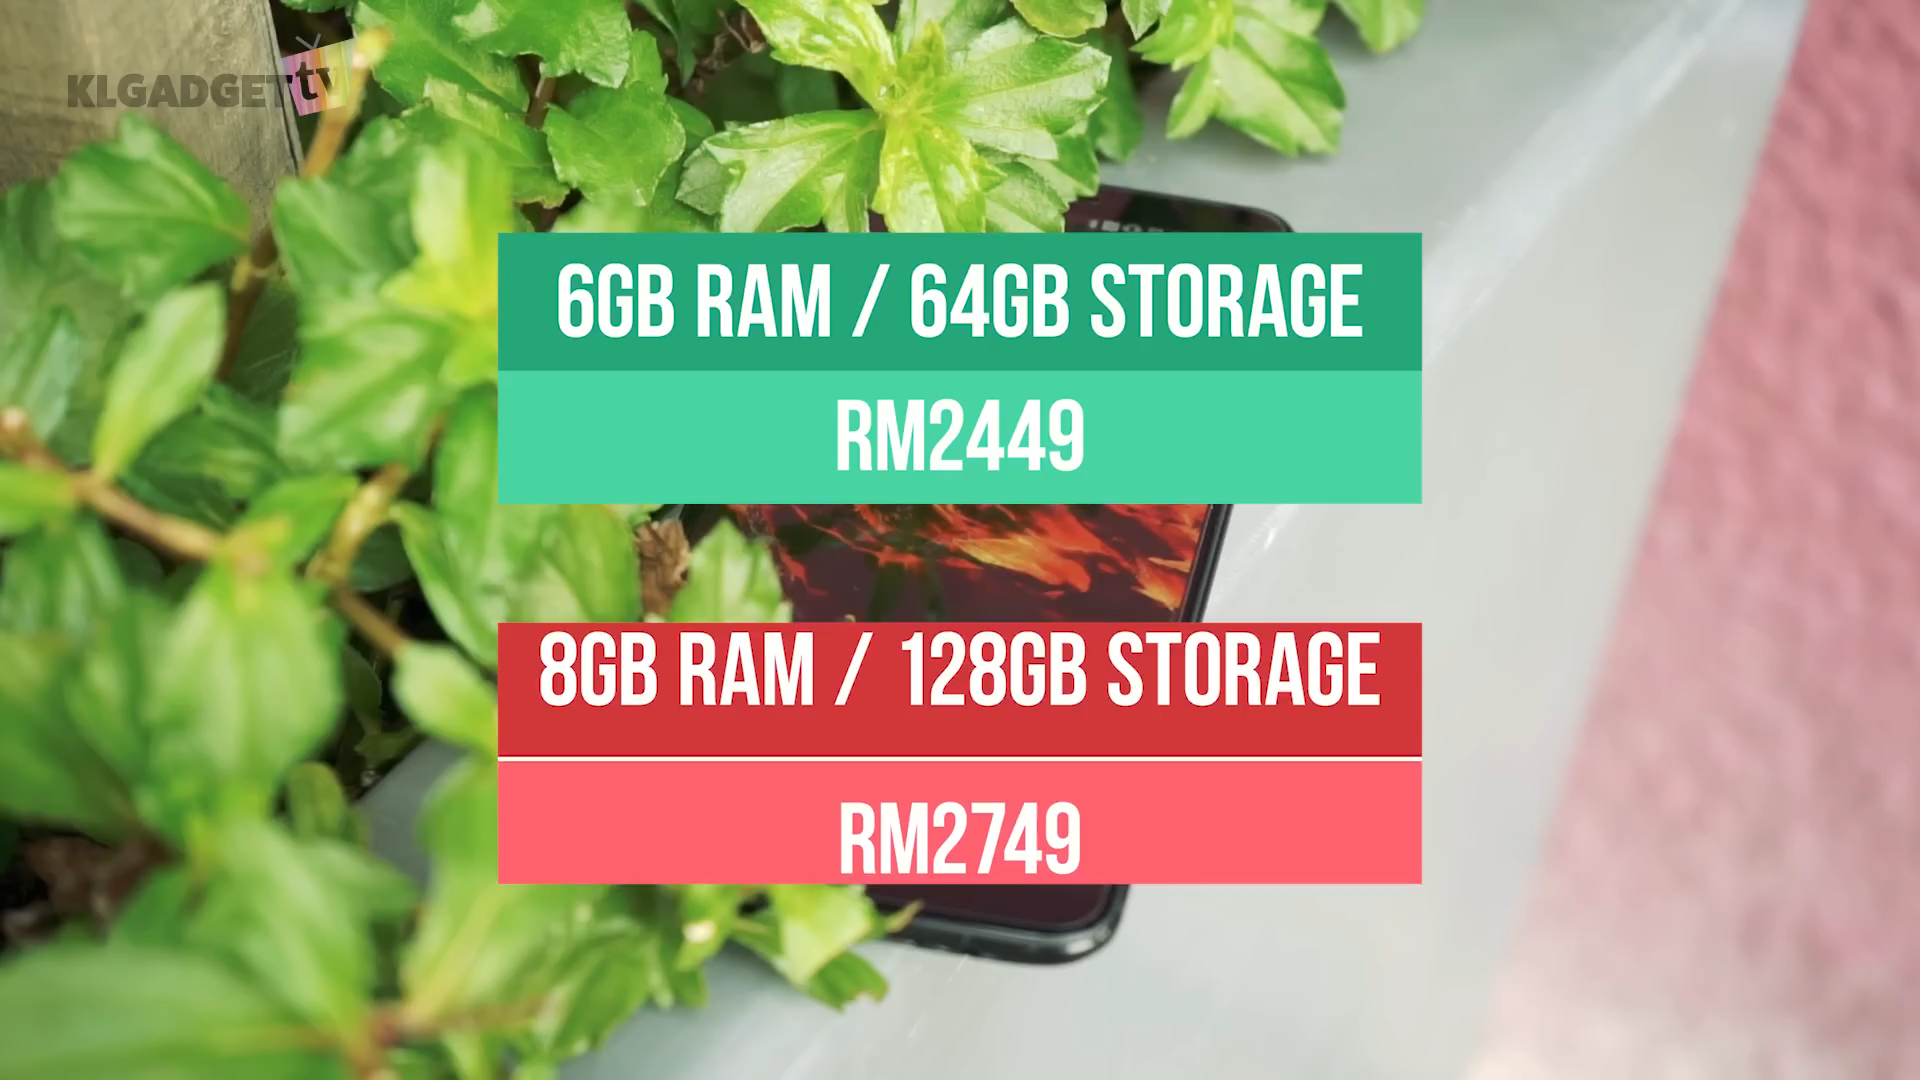 KLGADGETtv
6GB RAM / 64GB STORAGE
RM2449
8GB RAM / 128GB STORAGE
RM2749